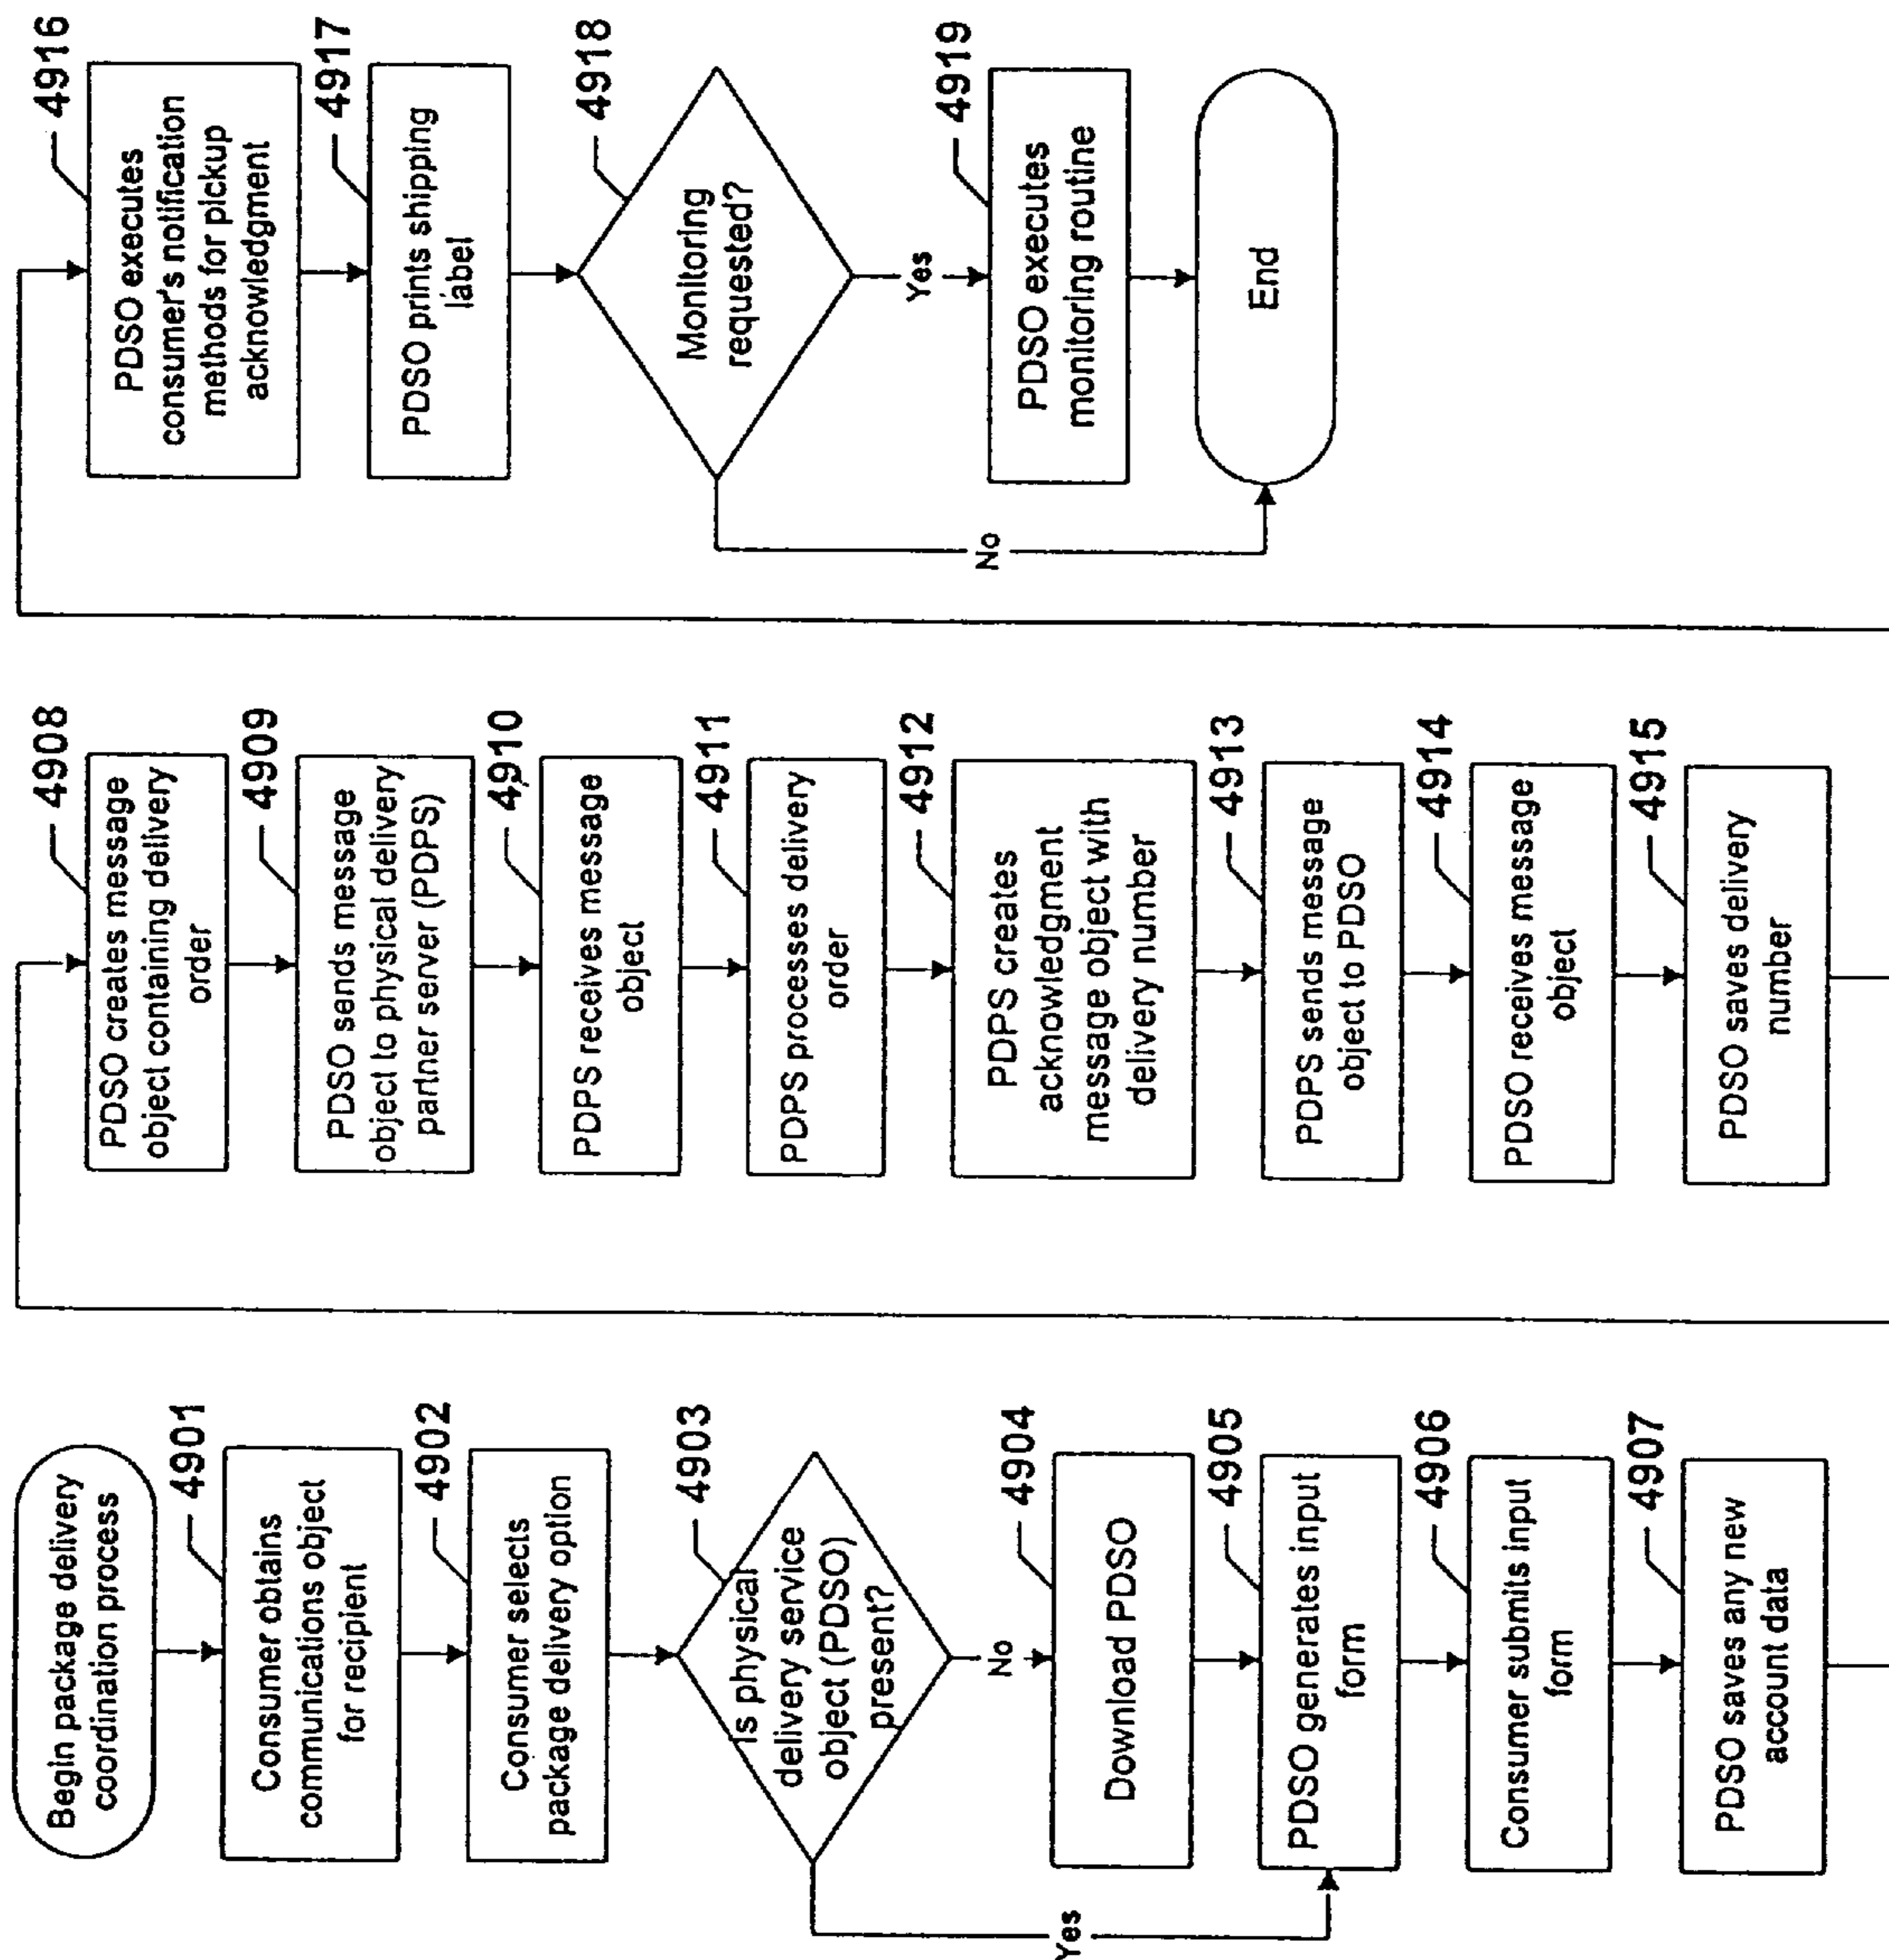 Begin package delivery
coordination process
4901
Consumer obtains
communications object
for recipient
4902
Consumer selects
package delivery option
4903
Is physical
delivery service
object (PDSO)
present?
Yes
No
4904
Download PDSO
4905
PDSO generates input
form
4906
Consumer submits input
form
4907
PDSO saves any new
account data
4908
PDSO creates message
object containing delivery
order
4909
PDSO sends message
object to physical delivery
partner server (PDPS)
4910
PDPS receives message
object
4911
PDPS processes delivery
order
4912
PDPS creates
acknowledgment
message object with
delivery number
4913
PDPS sends message
object to PDSO
4914
PDSO receives message
object
4915
PDSO saves delivery
number
4916
PDSO executes
consumer's notification
methods for pickup
acknowledgment
4917
PDSO prints shipping
label
4918
Monitoring
requested?
No
Yes
4919
PDSO executes
monitoring routine
End